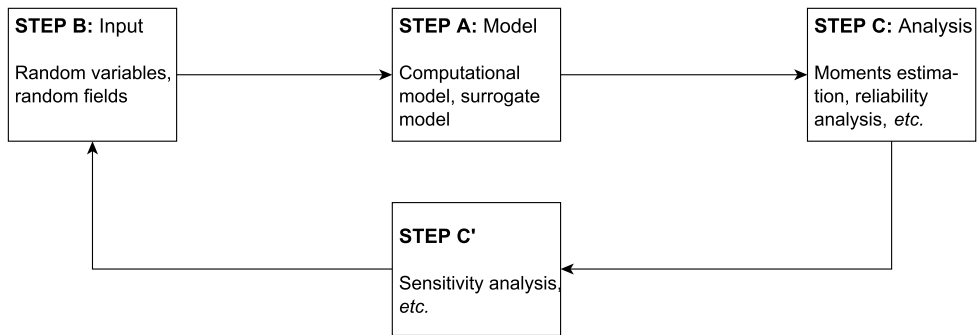 STEP B: Input
Random variables,
random fields
STEP A: Model
Computational
model, surrogate
model
STEP C: Analysis
Moments estima-
tion, reliability
analysis, etc.
STEP C'
Sensitivity analysis,
etc.